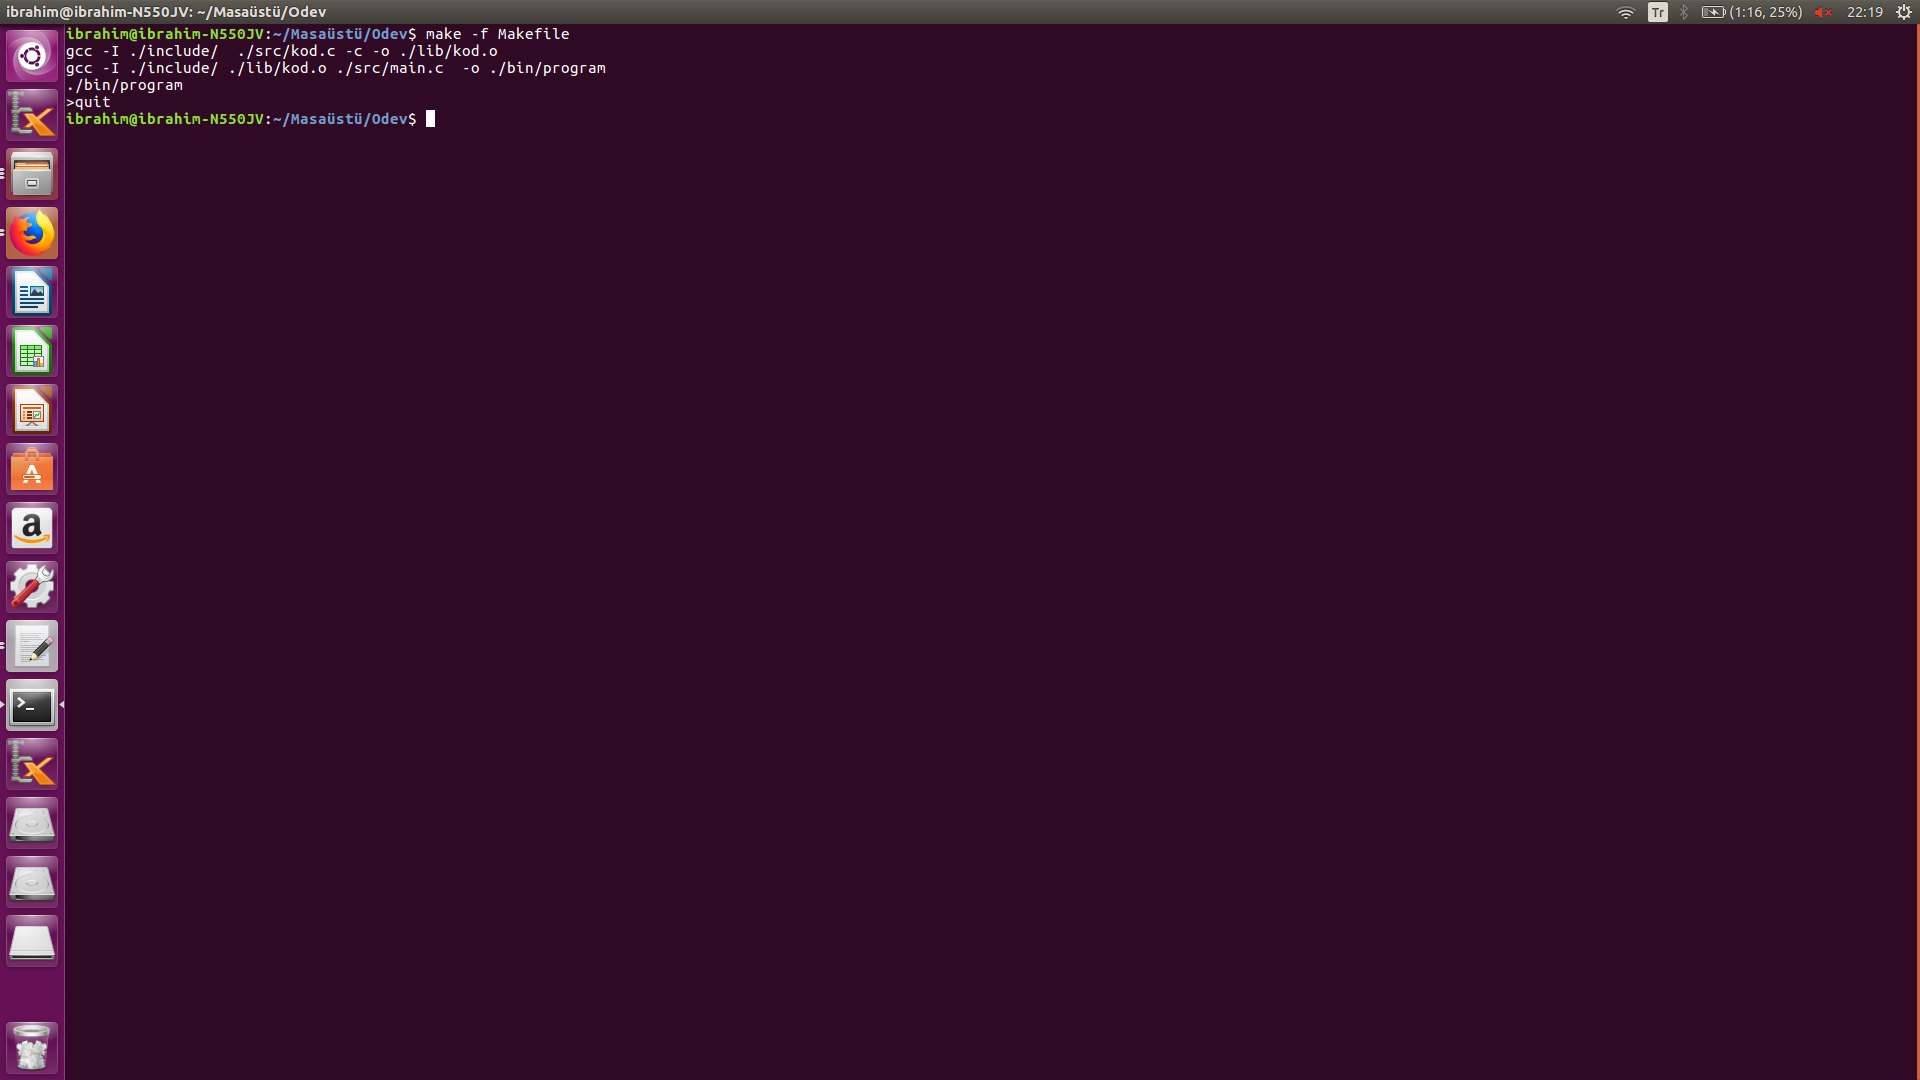 ibrahim@ibrahim-N550JV: ~/Masaüstü/Odev
Tr
(1:16, 25%)
22:19
ibrahim@ibrahim-N550JV:~/Masaüstü/Odev$ make -f Makefile
gcc -I ./include/  ./src/kod.c -c -o ./lib/kod.o
gcc -I ./include/ ./lib/kod.o ./src/main.c  -o ./bin/program
./bin/program
>quit
ibrahim@ibrahim-N550JV:~/Masaüstü/Odev$